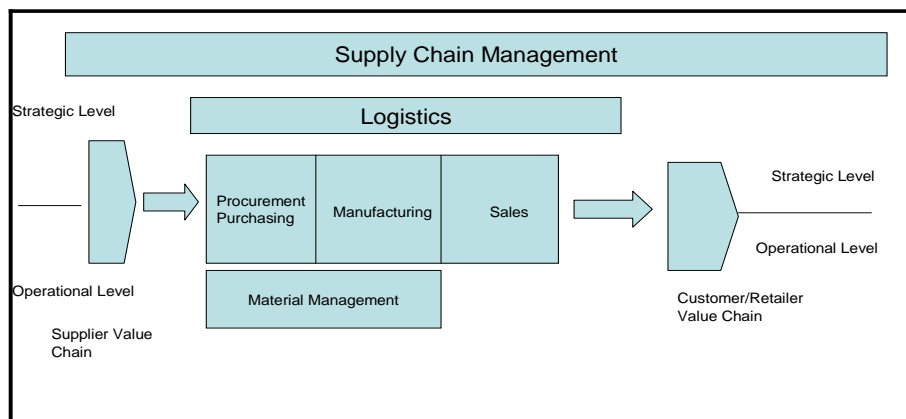 Supply Chain Management
Strategic Level
Logistics
Procurement
Purchasing
Manufacturing
Sales
Strategic Level
Operational Level
Operational Level
Material Management
Supplier Value
Chain
Customer/Retailer
Value Chain